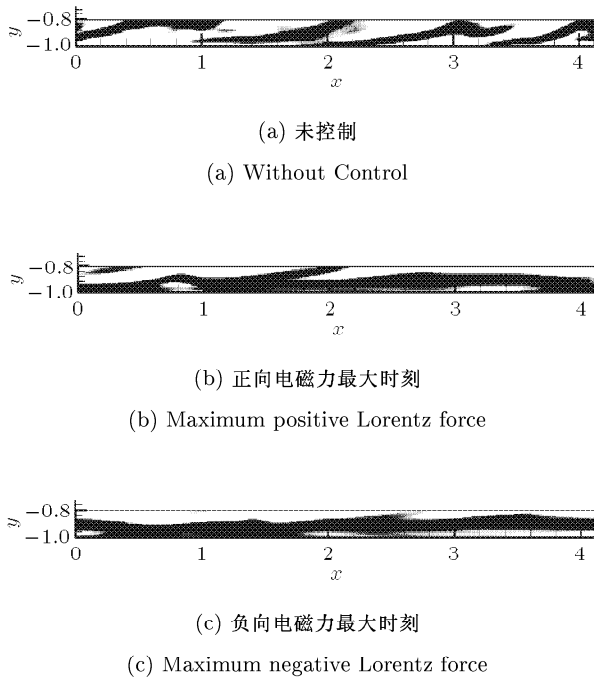 y
−0.8
−1.0
0 1 2 3 4
x
(a) 未控制
(a) Without Control
y
−0.8
−1.0
0 1 2 3 4
x
(b) 正向电磁力最大时刻
(b) Maximum positive Lorentz force
y
−0.8
−1.0
0 1 2 3 4
x
(c) 负向电磁力最大时刻
(c) Maximum negative Lorentz force